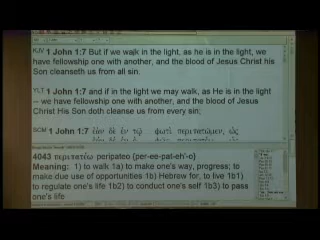 KJV 1 John 1:7 But if we walk in the light, as he is in the light, we
have fellowship one with another, and the blood of Jesus Christ his
Son cleanseth us from all sin.
YLT 1 John 1:7 and if in the light we may walk, as He is in the light
-- we have fellowship one with another, and the blood of Jesus
Christ His Son doth cleanse us from every sin;
1 John 1:7
4043 περιπατέω peripateo {per-ee-pat-eh'-o}
Meaning: 1) to walk 1a) to make one's way, progress; to
make due use of opportunities 1b) Hebrew for, to live 1b1)
to regulate one's life 1b2) to conduct one's self 1b3) to pass
one's life